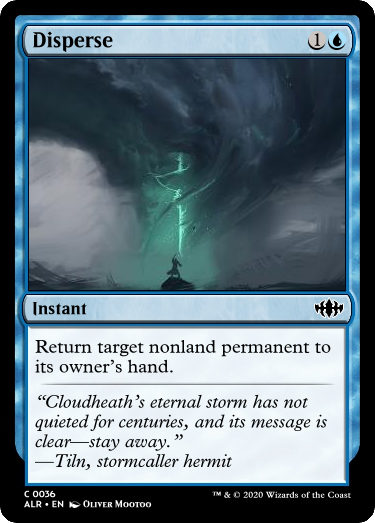 Disperse 1
Instant
Return target nonland permanent to
its owner's hand.
“Cloudheath's eternal storm has not
quieted for centuries, and its message is
clear—stay away.”
—Tiln, stormcaller hermit
C 0036
ALR • EN Oliver Mootoo
™ & © 2020 Wizards of the Coast